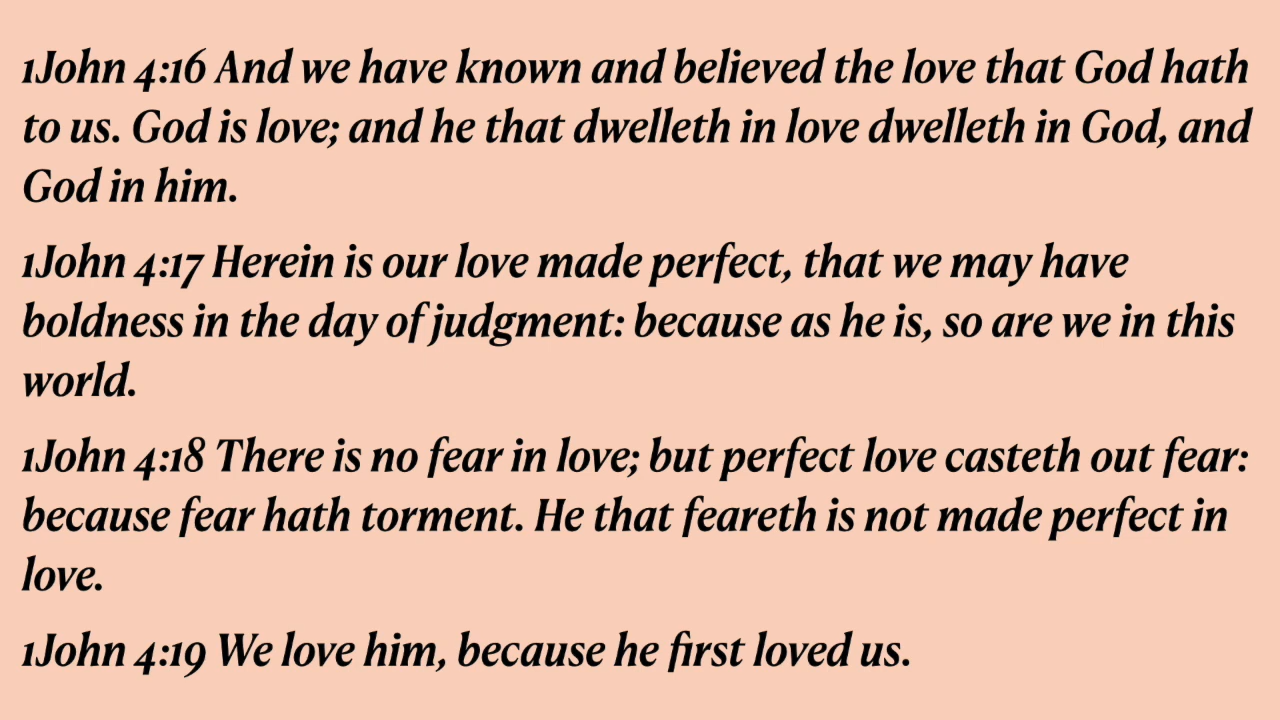 1John 4:16 And we have known and believed the love that God hath
to us. God is love; and he that dwelleth in love dwelleth in God, and
God in him.
1John 4:17 Herein is our love made perfect, that we may have
boldness in the day of judgment: because as he is, so are we in this
world.
1John 4:18 There is no fear in love; but perfect love casteth out fear:
because fear hath torment. He that feareth is not made perfect in
love.
1John 4:19 We love him, because he first loved us.